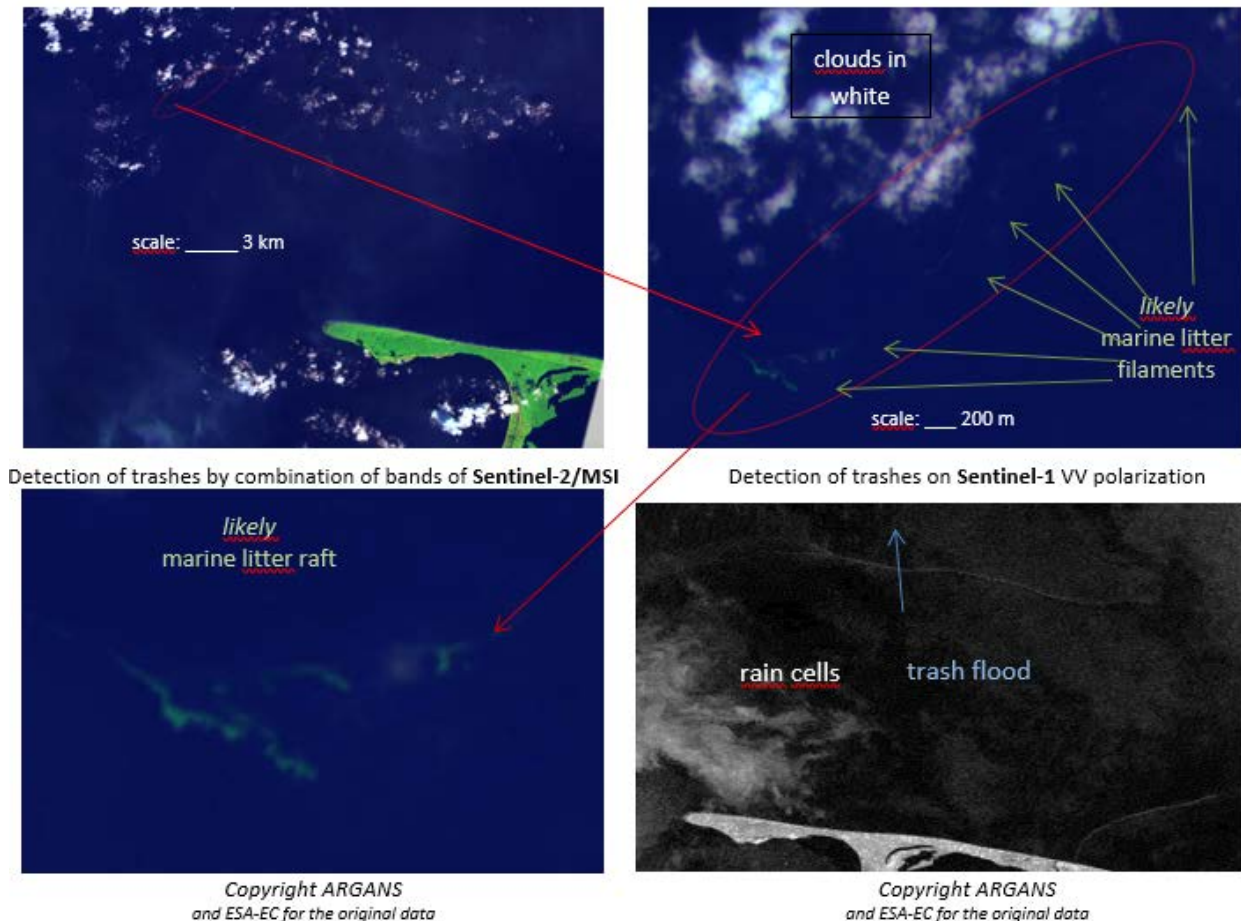 scale: _____ 3 km
clouds in
white
likely
marine litter
filaments
scale: ___ 200 m
Detection of trashes by combination of bands of Sentinel-2/MSI
Detection of trashes on Sentinel-1 VV polarization
likely
marine litter raft
rain cells
trash flood
Copyright ARGANS
and ESA-EC for the original data
Copyright ARGANS
and ESA-EC for the original data